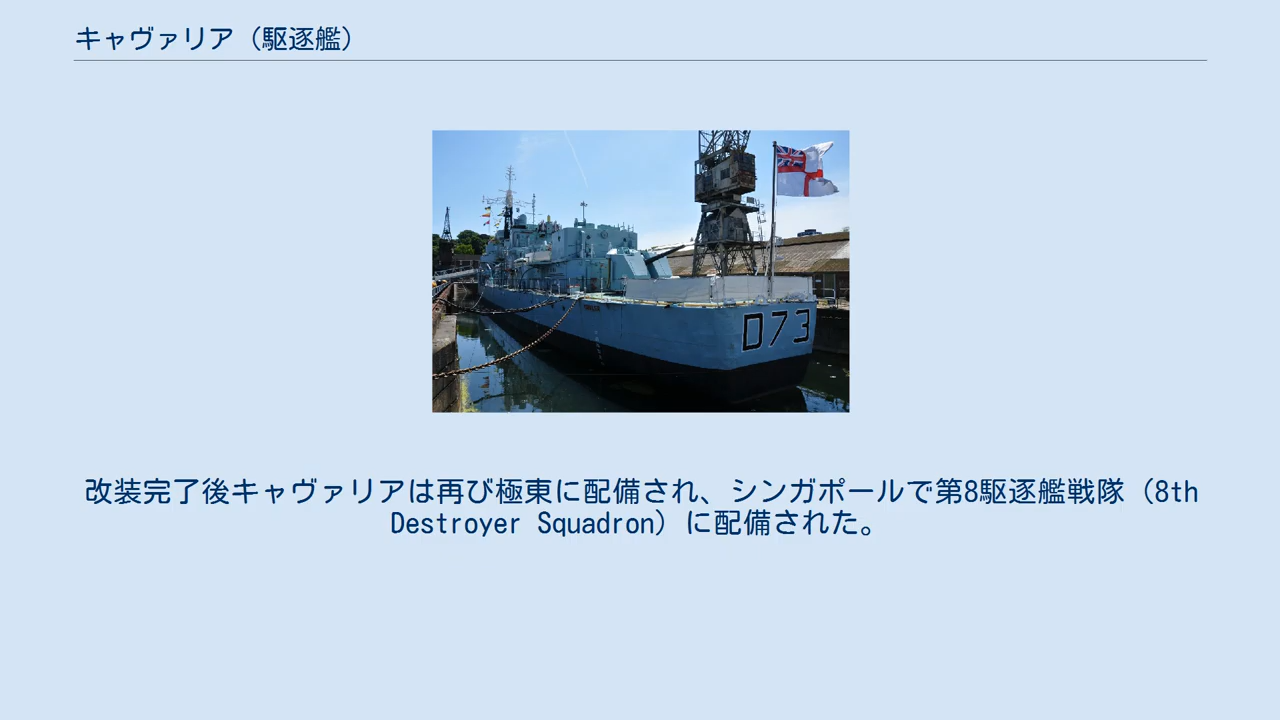 キャヴァリア（駆逐艦）
D73
改装完了後キャヴァリアは再び極東に配備され、シンガポールで第8駆逐艦戦隊（8th
Destroyer Squadron）に配備された。